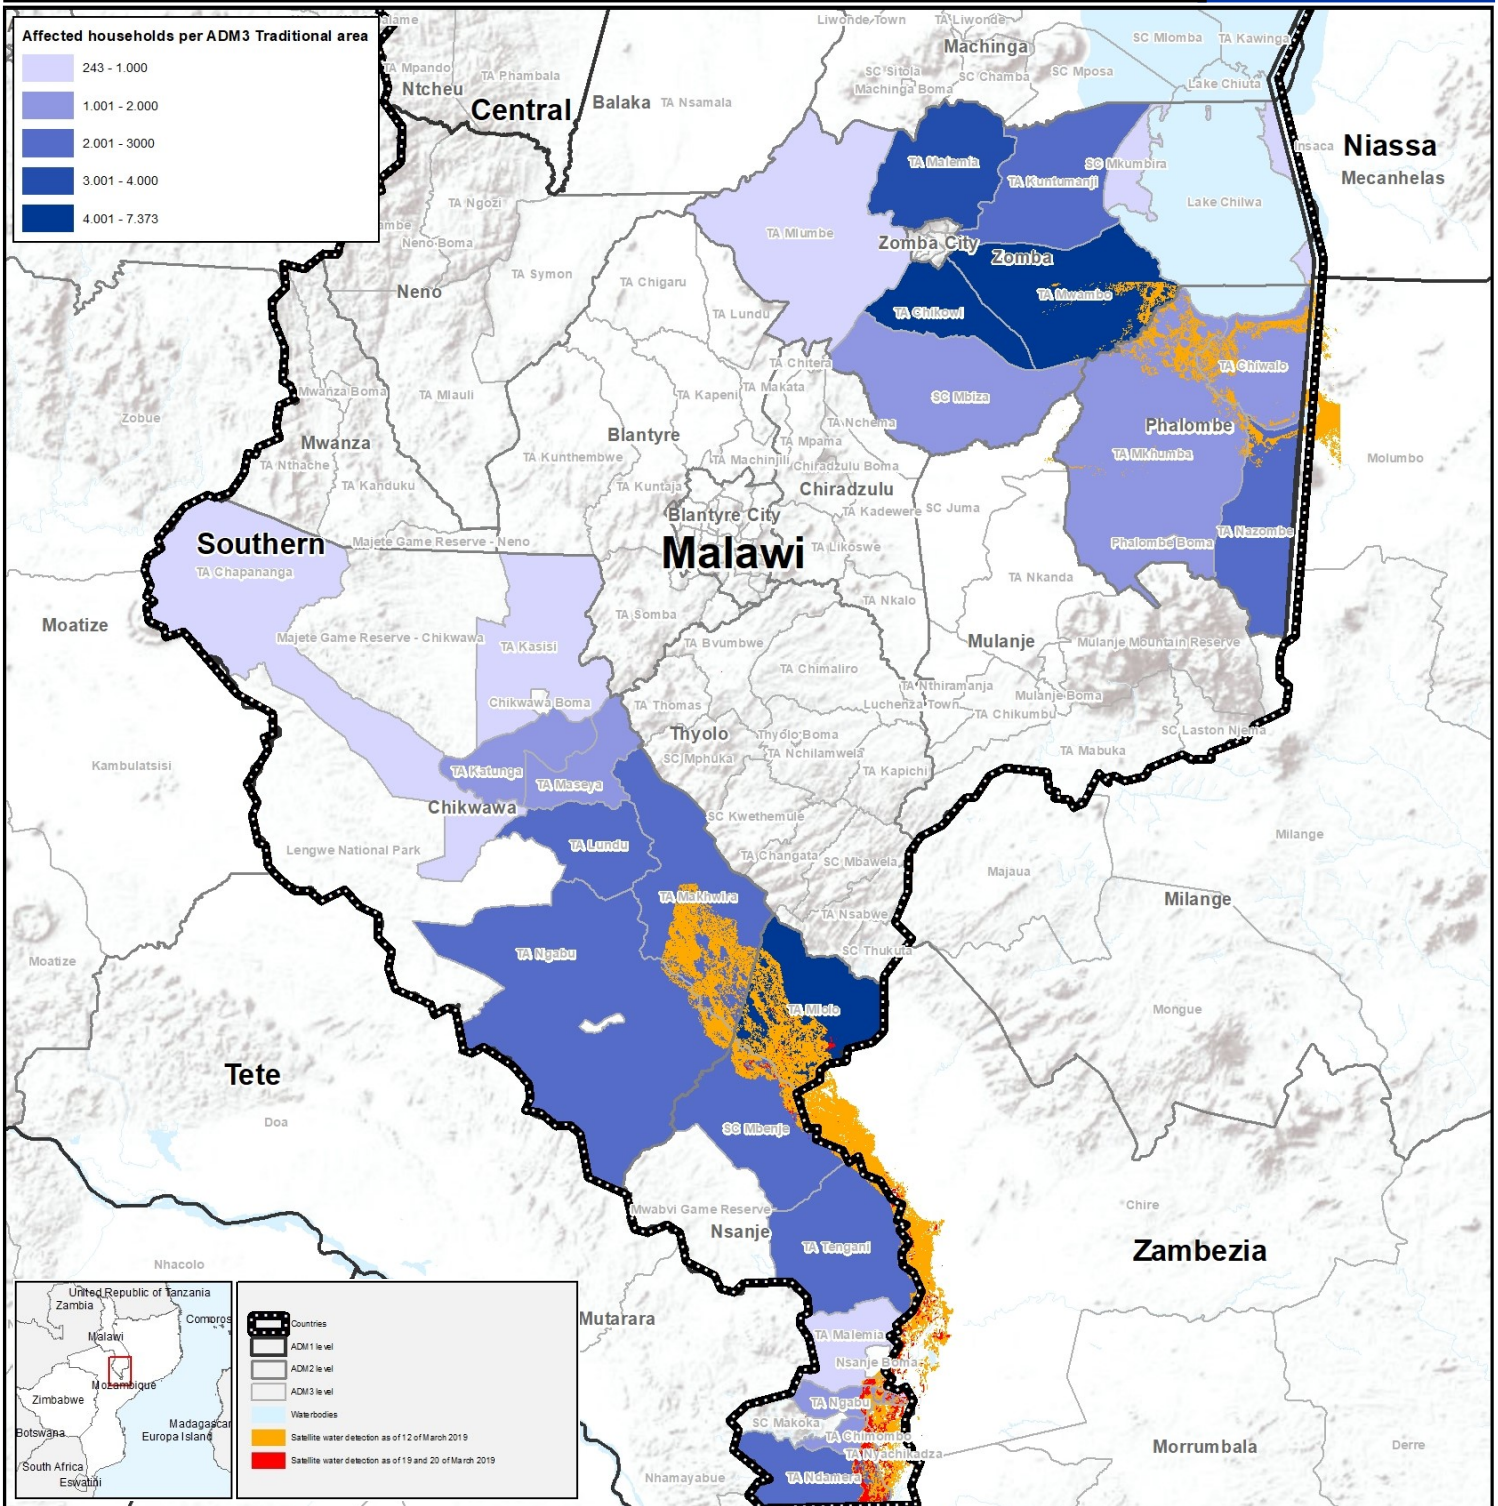 Affected households per ADM3 Traditional area
243 - 1.000
1.001 - 2.000
2.001 - 3000
3.001 - 4.000
4.001 - 7.373
TA Mpando
TA Phambala
Ntcheu
Central
Balaka
TA Nsamala
Liwonde Town
TA Liwonde
Machinga
SC Sitola
SC Chamba
SC Mposa
Machinga Boma
SC Mlomba
TA Kawinga
Lake Chiuta
Insaca
Niassa
Mecanhelas
TA Malemia
TA Kuntumanji
SC Mkumbira
Lake Chilwa
TA Ngozi
Neno Boma
TA Mlumbe
Zomba City
Zomba
TA Symon
TA Chigaru
Neno
TA Lundu
TA Chikowi
TA Mwambo
TA Chitera
TA Chiwalo
Zobue
Mwanza Boma
TA Mlauli
TA Kapeni
TA Makata
SC Mbiza
TA Nchema
Mwanza
Blantyre
TA Mpama
Phalombe
TA Mkhumba
Molumbo
TA Nthache
TA Kunthembwe
TA Machinjili
Chiradzulu Boma
TA Kanduku
TA Kuntaja
Chiradzulu
Blantyre City
TA Kadewere
SC Juma
Southern
Majete Game Reserve - Neno
Malawi
TA Likoswe
Phalombe Boma
TA Nazombe
TA Chapananga
TA Nkanda
TA Nkalo
Moatize
Majete Game Reserve - Chikwawa
TA Kasisi
TA Somba
TA Bvumbwe
Mulanje
Mulanje Mountain Reserve
TA Chimaliro
TA Nthiramanja
Chikwawa Boma
TA Thomas
Luchenza Town
Mulanje Boma
TA Chikumbu
Thyolo
Thyolo Boma
SC Laston Njema
Kambulatsisi
SC Mphuka
TA Nchilamwela
TA Mabuka
TA Katunga
TA Maseya
TA Kapichi
Chikwawa
SC Kwethemule
Lengwe National Park
TA Lundu
TA Changata
SC Mbawela
Milange
Majaua
TA Makhwira
Milange
TA Nsabwe
TA Ngabu
SC Thukuta
Moatize
TA Mlolo
Mongue
Tete
Doa
SC Mbenje
Mwabvi Game Reserve
Chire
Nsanje
TA Tengani
Zambezia
Nhacolo
Mutarara
TA Malemia
Nsanje Boma
TA Ngabu
SC Makoka
TA Chimombo
TA Nyachikadza
Morrumbala
Derre
Nhamayabue
TA Ndamera
United Republic of Tanzania
Zambia
Comoros
Malawi
Mozambique
Zimbabwe
Madagascar
Botswana
Europa Island
South Africa
Eswatini
Countries
ADM1 level
ADM2 level
ADM3 level
Waterbodies
Satellite water detection as of 12 of March 2019
Satellite water detection as of 19 and 20 of March 2019